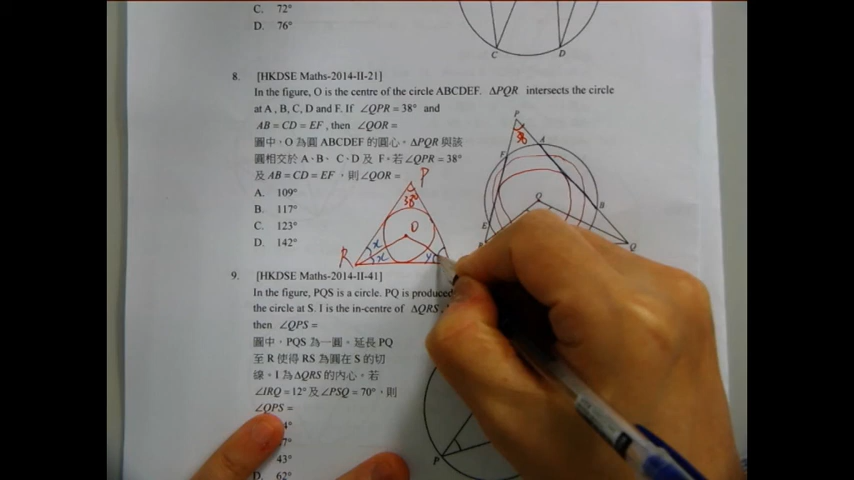 C. 72°
D. 76°
C
D
8. [HKDSE Maths-2014-II-21]
In the figure, O is the centre of the circle ABCDEF. ΔPQR intersects the circle
at A, B, C, D and F. If ∠QPR = 38° and
AB = CD = EF, then ∠QOR =
圖中，O 為圓 ABCDEF 的圓心。ΔPQR 與該
圓相交於 A、B、 C、D 及 F。若 ∠QPR = 38°
及 AB = CD = EF，則 ∠QOR =
A. 109°
B. 117°
C. 123°
D. 142°
P
38°
A
F
O
B
E
Q
P
38°
O
R
x
x
y
9. [HKDSE Maths-2014-II-41]
In the figure, PQS is a circle. PQ is produced
the circle at S. I is the in-centre of ΔQRS.
then ∠QPS =
圖中，PQS 為一圓。延長 PQ
至 R 使得 RS 為圓在 S 的切
線。I 為 ΔQRS 的內心。若
∠IRQ = 12° 及 ∠PSQ = 70°，則
∠QPS =
4°
7°
43°
D. 62°
P